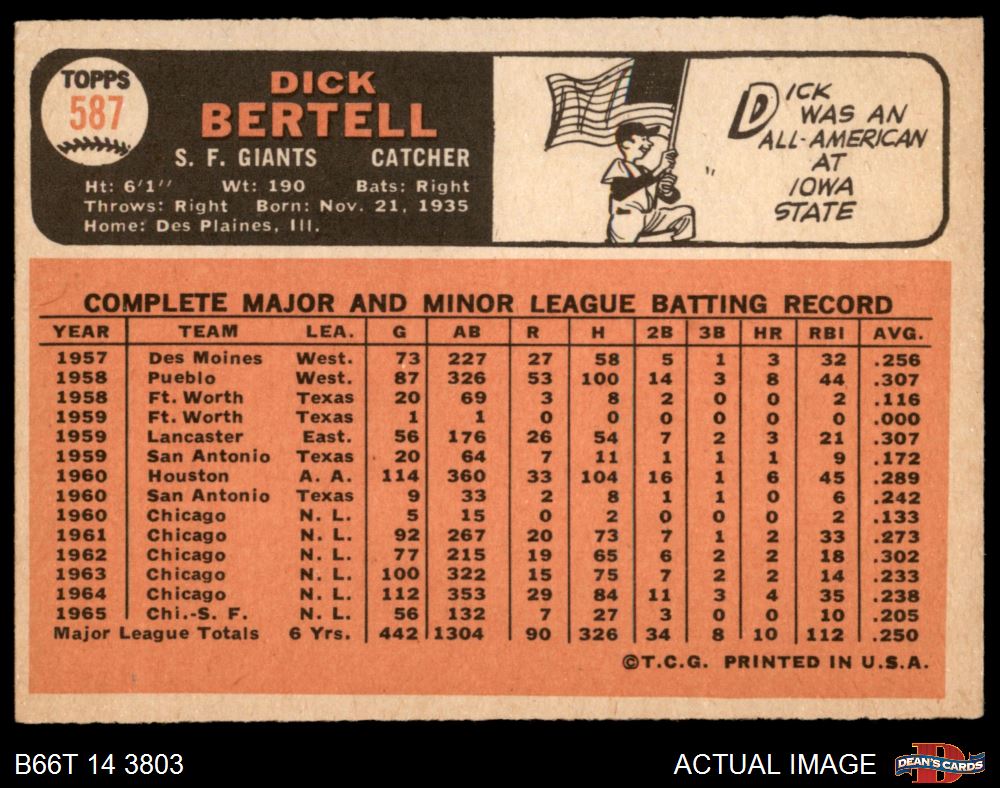 TOPPS
587
DICK
BERTELL
S. F. GIANTS CATCHER
Ht: 6'1'' Wt: 190 Bats: Right
Throws: Right Born: Nov. 21, 1935
Home: Des Plaines, Ill.
DICK
WAS AN
ALL-AMERICAN
AT
IOWA
STATE
COMPLETE MAJOR AND MINOR LEAGUE BATTING RECORD
YEAR TEAM LEA. G AB R H 2B 3B HR RBI AVG.
1957 Des Moines West. 73 227 27 58 5 1 3 32 .256
1958 Pueblo West. 87 326 53 100 14 3 8 44 .307
1958 Ft. Worth Texas 20 69 3 8 2 0 0 2 .116
1959 Ft. Worth Texas 1 1 0 0 0 0 0 0 .000
1959 Lancaster East. 56 176 26 54 7 2 3 21 .307
1959 San Antonio Texas 20 64 7 11 1 1 1 9 .172
1960 Houston A. A. 114 360 33 104 16 1 6 45 .289
1960 San Antonio Texas 9 33 2 8 1 1 0 6 .242
1960 Chicago N. L. 5 15 0 2 0 0 0 2 .133
1961 Chicago N. L. 92 267 20 73 7 1 2 33 .273
1962 Chicago N. L. 77 215 19 65 6 2 2 18 .302
1963 Chicago N. L. 100 322 15 75 7 2 2 14 .233
1964 Chicago N. L. 112 353 29 84 11 3 4 35 .238
1965 Chi.-S. F. N. L. 56 132 7 27 3 0 0 10 .205
Major League Totals 6 Yrs. 442 1304 90 326 34 8 10 112 .250
©T.C.G. PRINTED IN U.S.A.
B66T 14 3803
ACTUAL IMAGE
DEAN'S CARDS